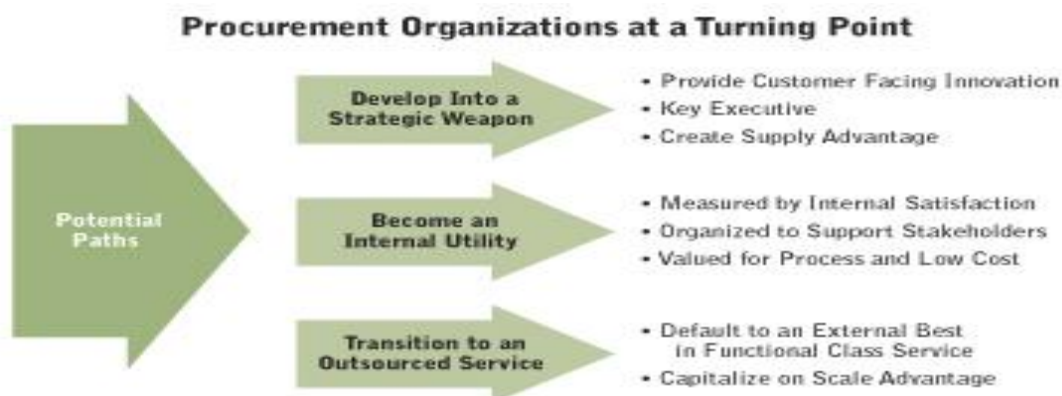 Procurement Organizations at a Turning Point
Potential
Paths
Develop Into a
Strategic Weapon
• Provide Customer Facing Innovation
• Key Executive
• Create Supply Advantage
Become an
Internal Utility
• Measured by Internal Satisfaction
• Organized to Support Stakeholders
• Valued for Process and Low Cost
Transition to an
Outsourced Service
• Default to an External Best
in Functional Class Service
• Capitalize on Scale Advantage